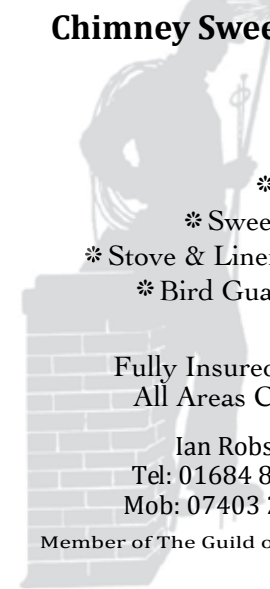 Chimney Swee
❊
❊ Swee
❊ Stove & Line
❊ Bird Gua
Fully Insured
All Areas C
Ian Robs
Tel: 01684 8
Mob: 07403
Member of The Guild o